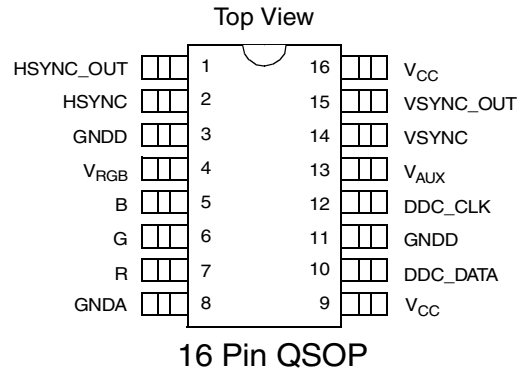 Top View
HSYNC_OUT 1 16 VCC
HSYNC 2 15 VSYNC_OUT
GNDD 3 14 VSYNC
VRGB 4 13 VAUX
B 5 12 DDC_CLK
G 6 11 GNDD
R 7 10 DDC_DATA
GNDA 8 9 VCC
16 Pin QSOP